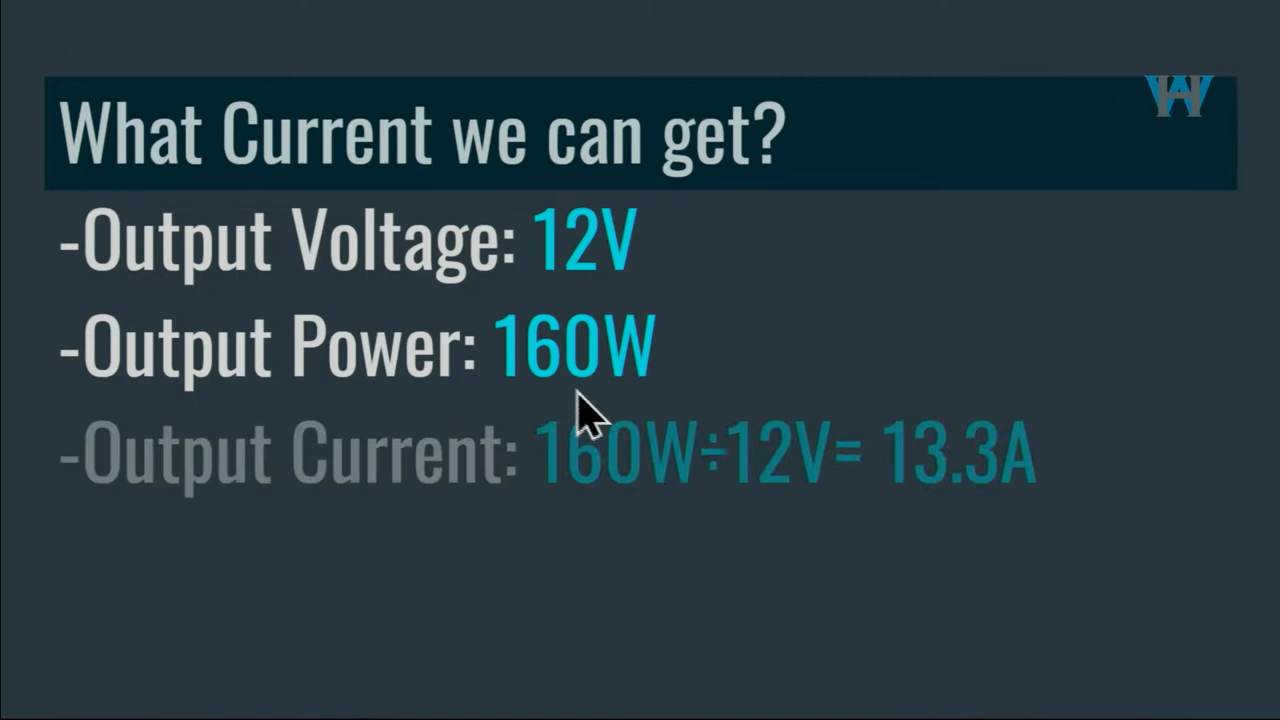 What Current we can get?
-Output Voltage: 12V
-Output Power: 160W
-Output Current: 160W÷12V= 13.3A